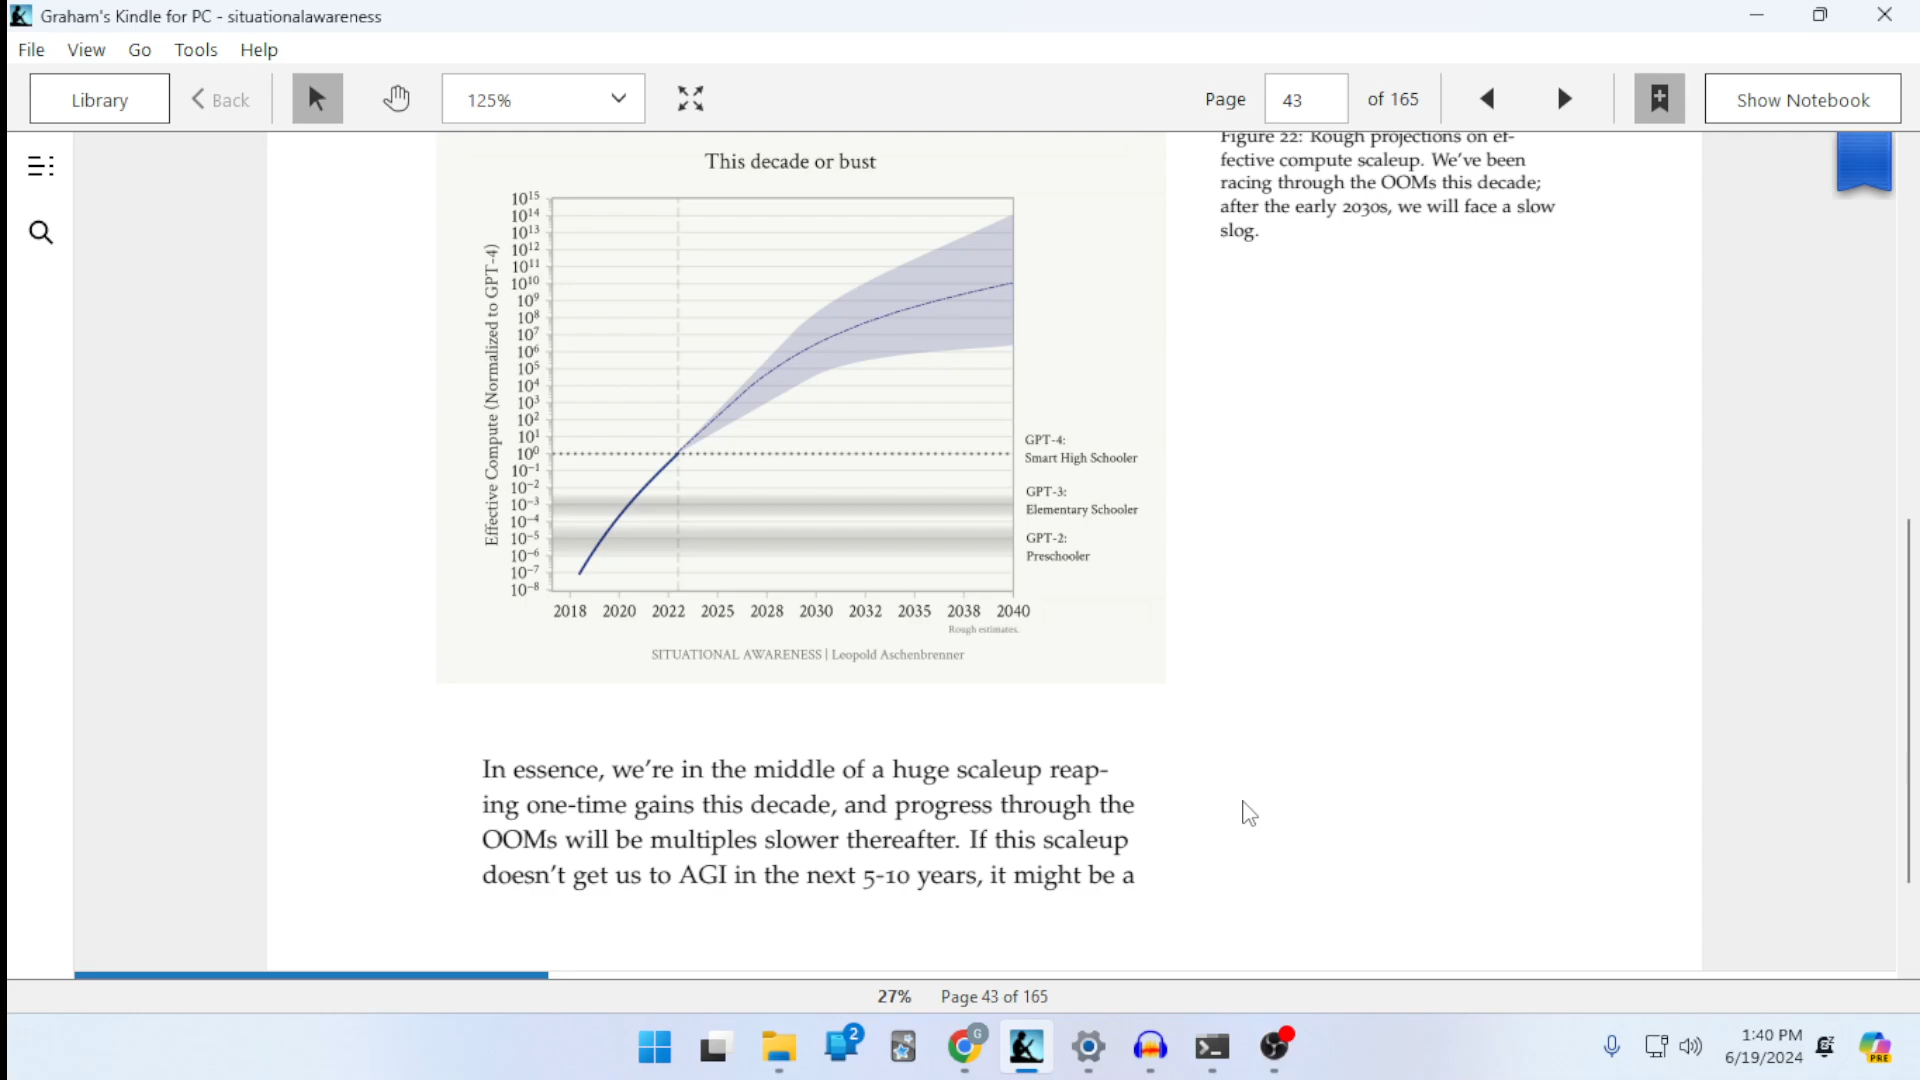 Graham's Kindle for PC - situationalawareness
File View Go Tools Help
Library Back 125% Page 43 of 165 Show Notebook
This decade or bust
Effective Compute (Normalized to GPT-4)
10¹⁵
10¹⁴
10¹³
10¹²
10¹¹
10¹⁰
10⁹
10⁸
10⁷
10⁶
10⁵
10⁴
10³
10²
10¹
10⁰
10⁻¹
10⁻²
10⁻³
10⁻⁴
10⁻⁵
10⁻⁶
10⁻⁷
10⁻⁸
GPT-4:
Smart High Schooler
GPT-3:
Elementary Schooler
GPT-2:
Preschooler
2018 2020 2022 2025 2028 2030 2032 2035 2038 2040
Rough estimates.
SITUATIONAL AWARENESS | Leopold Aschenbrenner
Figure 22: Rough projections on ef-
fective compute scaleup. We've been
racing through the OOMs this decade;
after the early 2030s, we will face a slow
slog.
In essence, we're in the middle of a huge scaleup reap-
ing one-time gains this decade, and progress through the
OOMs will be multiples slower thereafter. If this scaleup
doesn't get us to AGI in the next 5-10 years, it might be a
27% Page 43 of 165
2
G
1:40 PM
6/19/2024
PRE